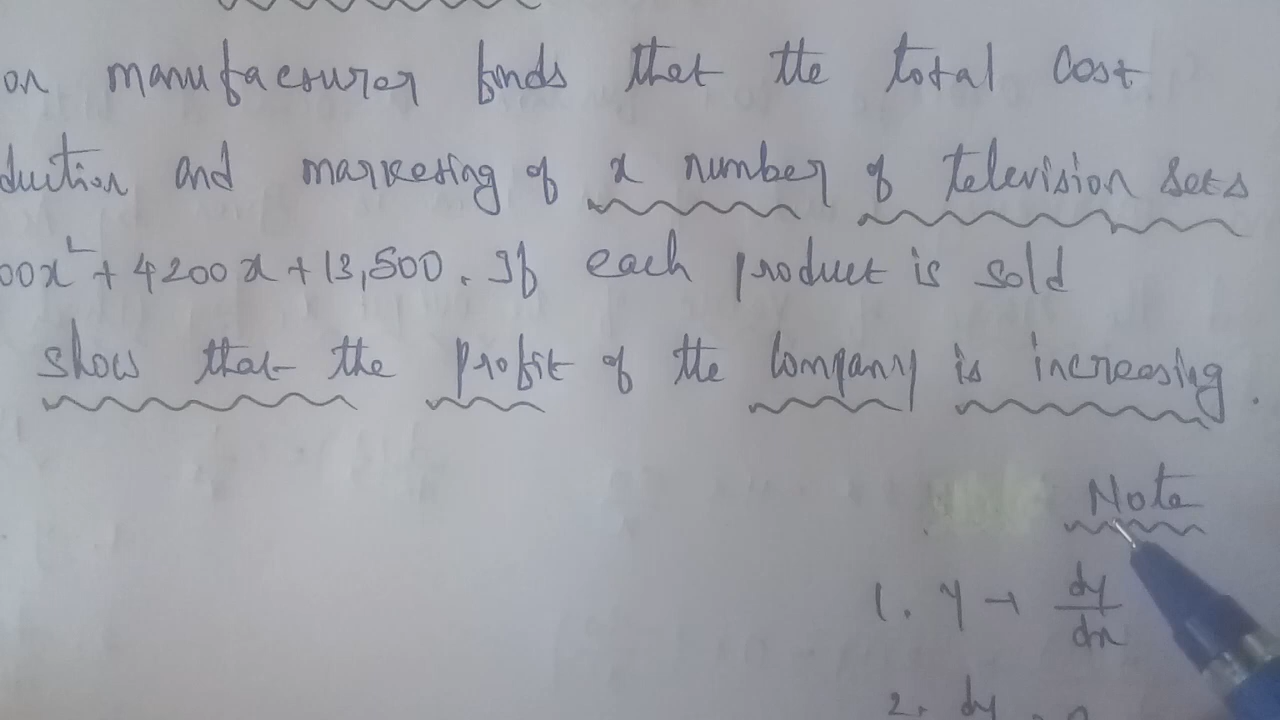 on manufacturer finds that the total cost
duction and marketing of x number of television sets
00x² + 4200x + 13,500. If each product is sold
show that the profit of the company is increasing.
Note
1. y → dy/dx
2. dy